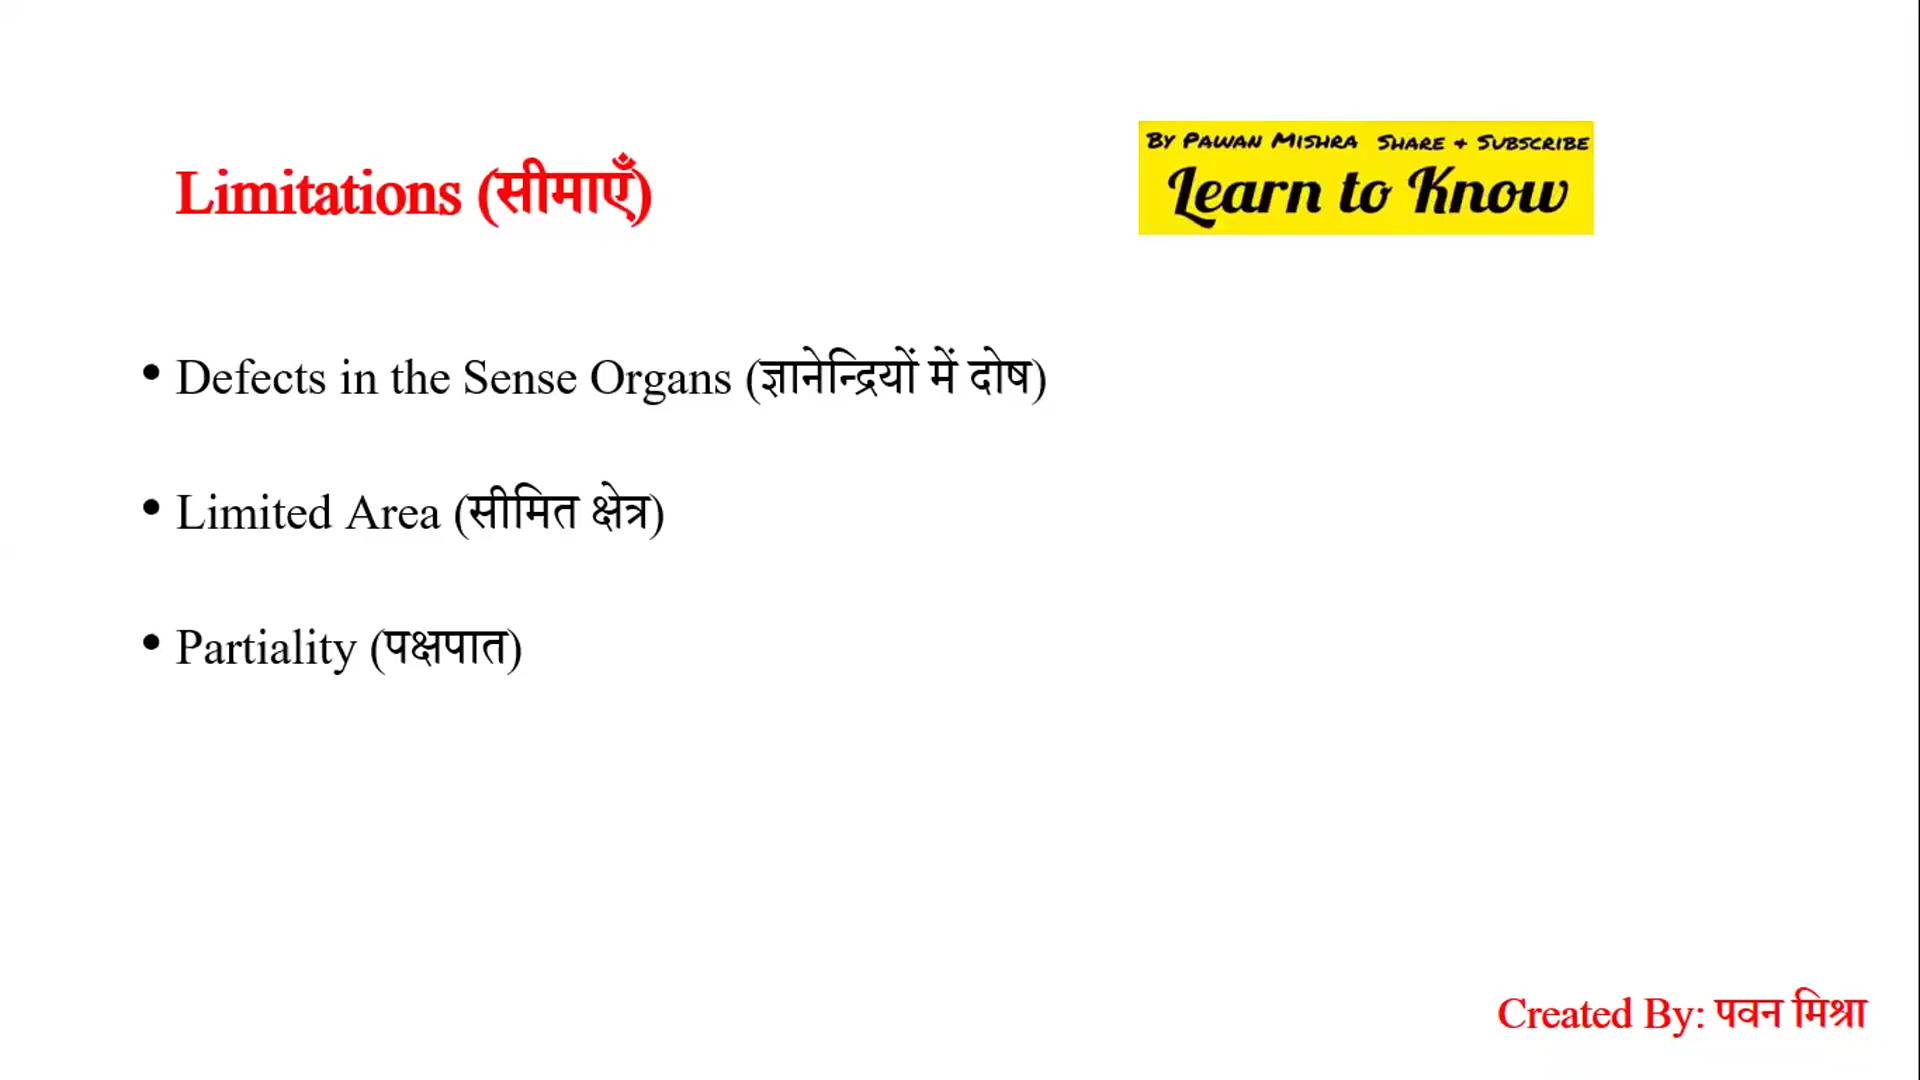 By Pawan Mishra Share + Subscribe
Learn to Know
Limitations (सीमाएँ)
• Defects in the Sense Organs (ज्ञानेन्द्रियों में दोष)
• Limited Area (सीमित क्षेत्र)
• Partiality (पक्षपात)
Created By: पवन मिश्रा